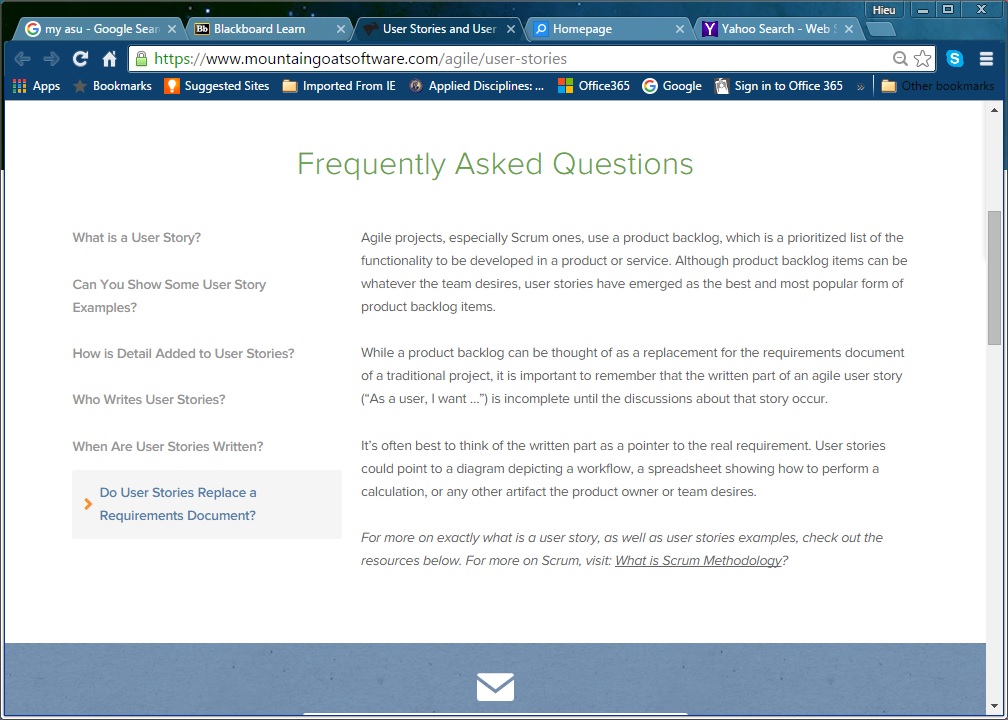 Hieu
my asu - Google Sear
Blackboard Learn
User Stories and User
Homepage
Yahoo Search - Web S
https://www.mountaingoatsoftware.com/agile/user-stories
Apps
Bookmarks
Suggested Sites
Imported From IE
Applied Disciplines: ...
Office365
Google
Sign in to Office 365
»
Other bookmarks
Frequently Asked Questions
What is a User Story?
Can You Show Some User Story
Examples?
How is Detail Added to User Stories?
Who Writes User Stories?
When Are User Stories Written?
Do User Stories Replace a
Requirements Document?
Agile projects, especially Scrum ones, use a product backlog, which is a prioritized list of the
functionality to be developed in a product or service. Although product backlog items can be
whatever the team desires, user stories have emerged as the best and most popular form of
product backlog items.
While a product backlog can be thought of as a replacement for the requirements document
of a traditional project, it is important to remember that the written part of an agile user story
(“As a user, I want …”) is incomplete until the discussions about that story occur.
It’s often best to think of the written part as a pointer to the real requirement. User stories
could point to a diagram depicting a workflow, a spreadsheet showing how to perform a
calculation, or any other artifact the product owner or team desires.
For more on exactly what is a user story, as well as user stories examples, check out the
resources below. For more on Scrum, visit: What is Scrum Methodology?